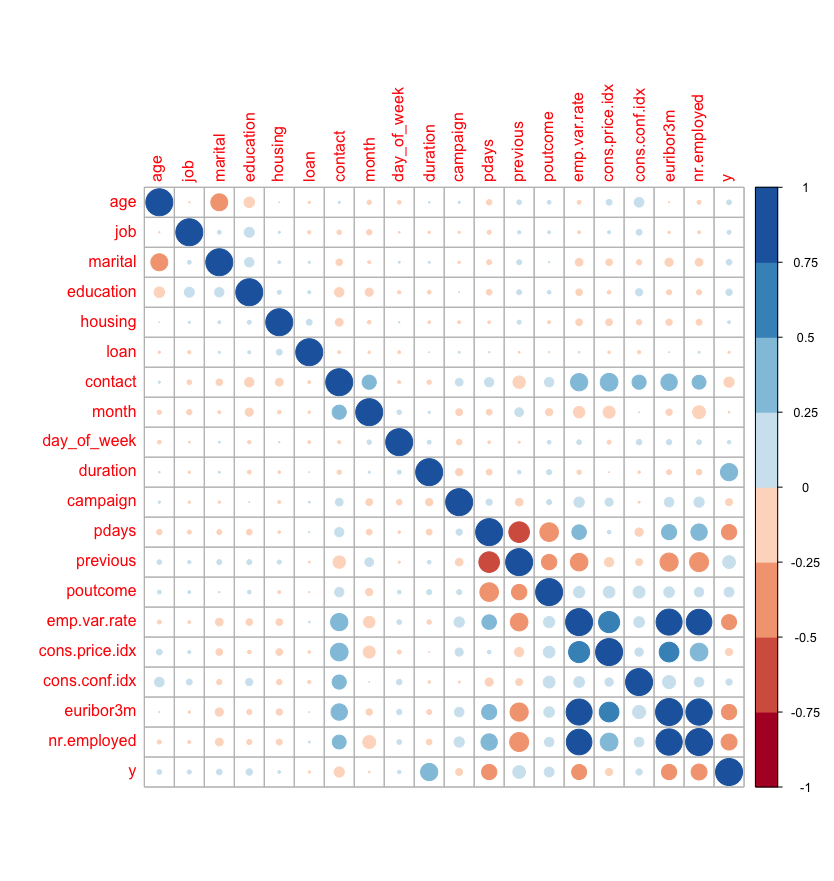 age
job
marital
education
housing
loan
contact
month
day_of_week
duration
campaign
pdays
previous
poutcome
emp.var.rate
cons.price.idx
cons.conf.idx
euribor3m
nr.employed
y
age
job
marital
education
housing
loan
contact
month
day_of_week
duration
campaign
pdays
previous
poutcome
emp.var.rate
cons.price.idx
cons.conf.idx
euribor3m
nr.employed
y
1
0.75
0.5
0.25
0
-0.25
-0.5
-0.75
-1